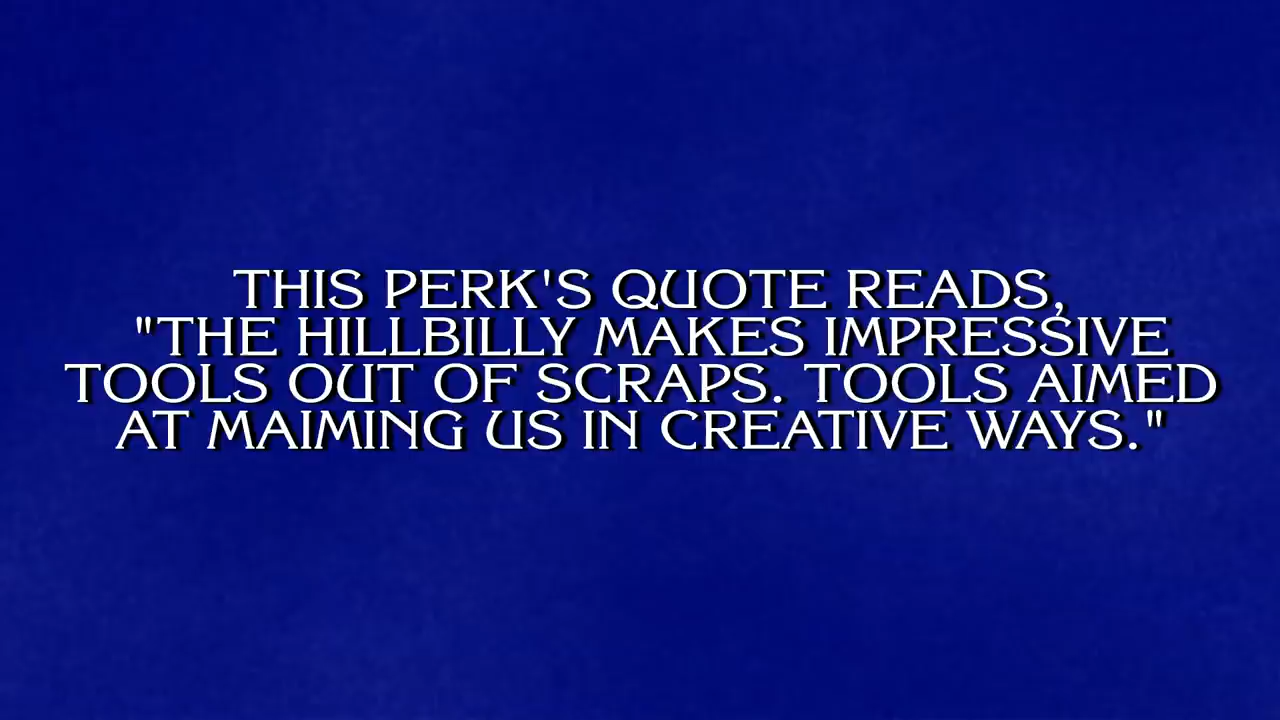 THIS PERK'S QUOTE READS,
"THE HILLBILLY MAKES IMPRESSIVE
TOOLS OUT OF SCRAPS. TOOLS AIMED
AT MAIMING US IN CREATIVE WAYS."